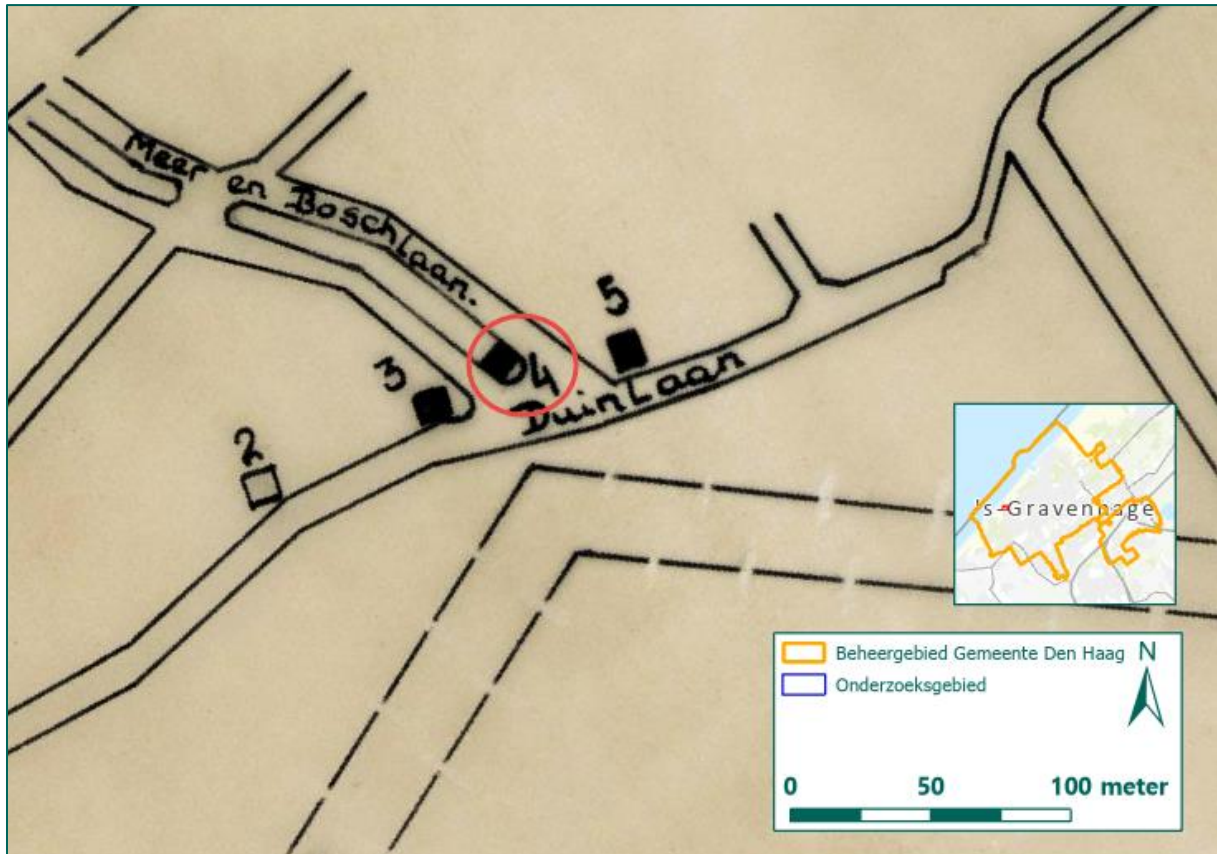 Meer en Boschlaan.
5
3
4
Duinlaan
2
's-Gravenhage
Beheergebied Gemeente Den Haag
N
Onderzoeksgebied
0 50 100 meter